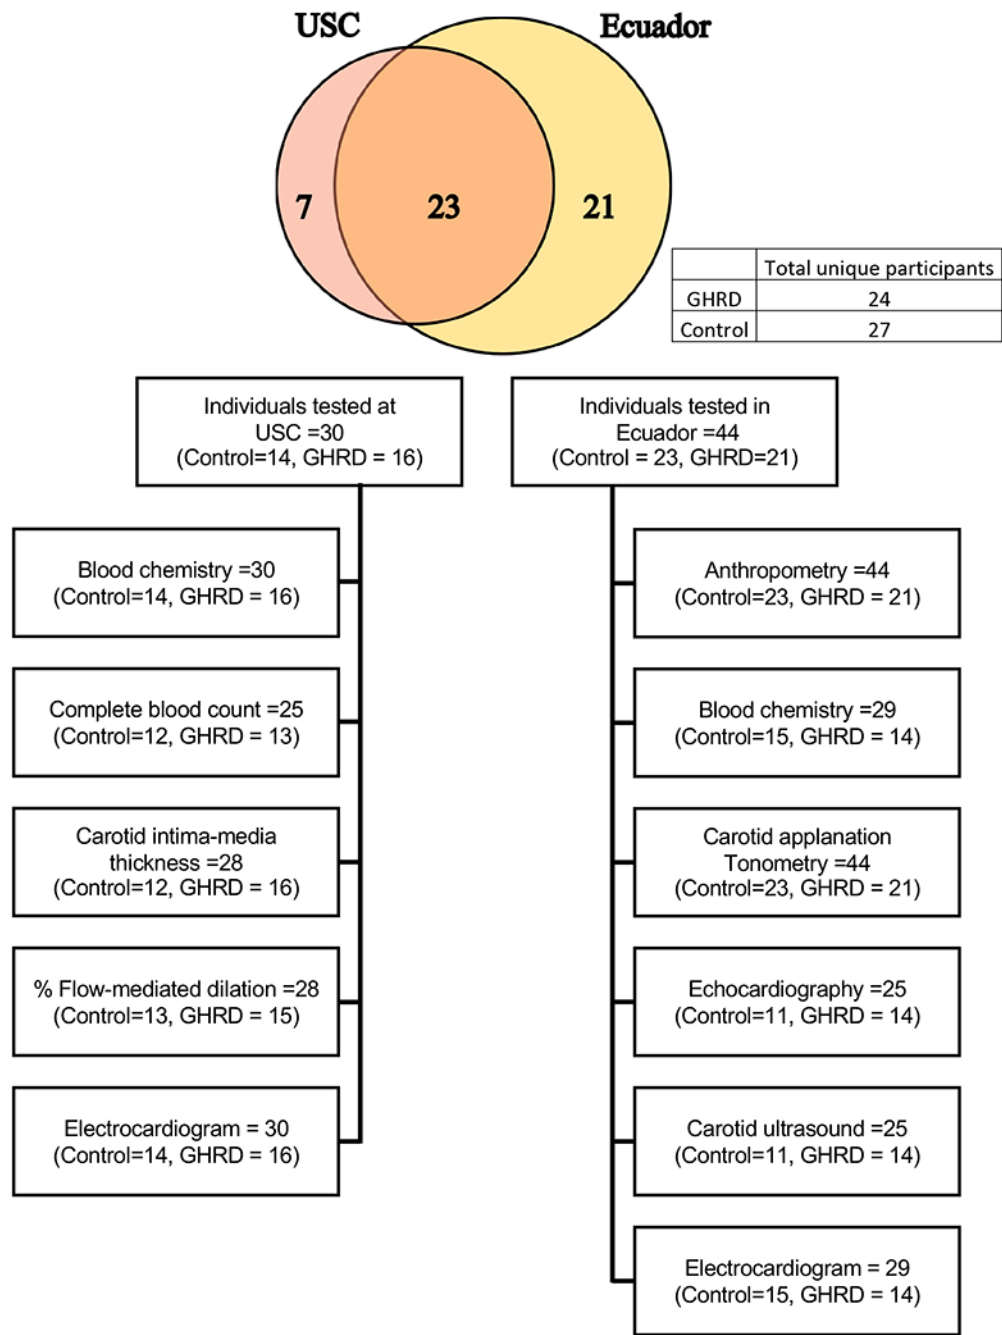 USC
Ecuador
7
23
21
Total unique participants
GHRD 24
Control 27
Individuals tested at
USC =30
(Control=14, GHRD = 16)
Individuals tested in
Ecuador =44
(Control = 23, GHRD=21)
Blood chemistry =30
(Control=14, GHRD = 16)
Complete blood count =25
(Control=12, GHRD = 13)
Carotid intima-media
thickness =28
(Control=12, GHRD = 16)
% Flow-mediated dilation =28
(Control=13, GHRD = 15)
Electrocardiogram = 30
(Control=14, GHRD = 16)
Anthropometry =44
(Control=23, GHRD = 21)
Blood chemistry =29
(Control=15, GHRD = 14)
Carotid applanation
Tonometry =44
(Control=23, GHRD = 21)
Echocardiography =25
(Control=11, GHRD = 14)
Carotid ultrasound =25
(Control=11, GHRD = 14)
Electrocardiogram = 29
(Control=15, GHRD = 14)